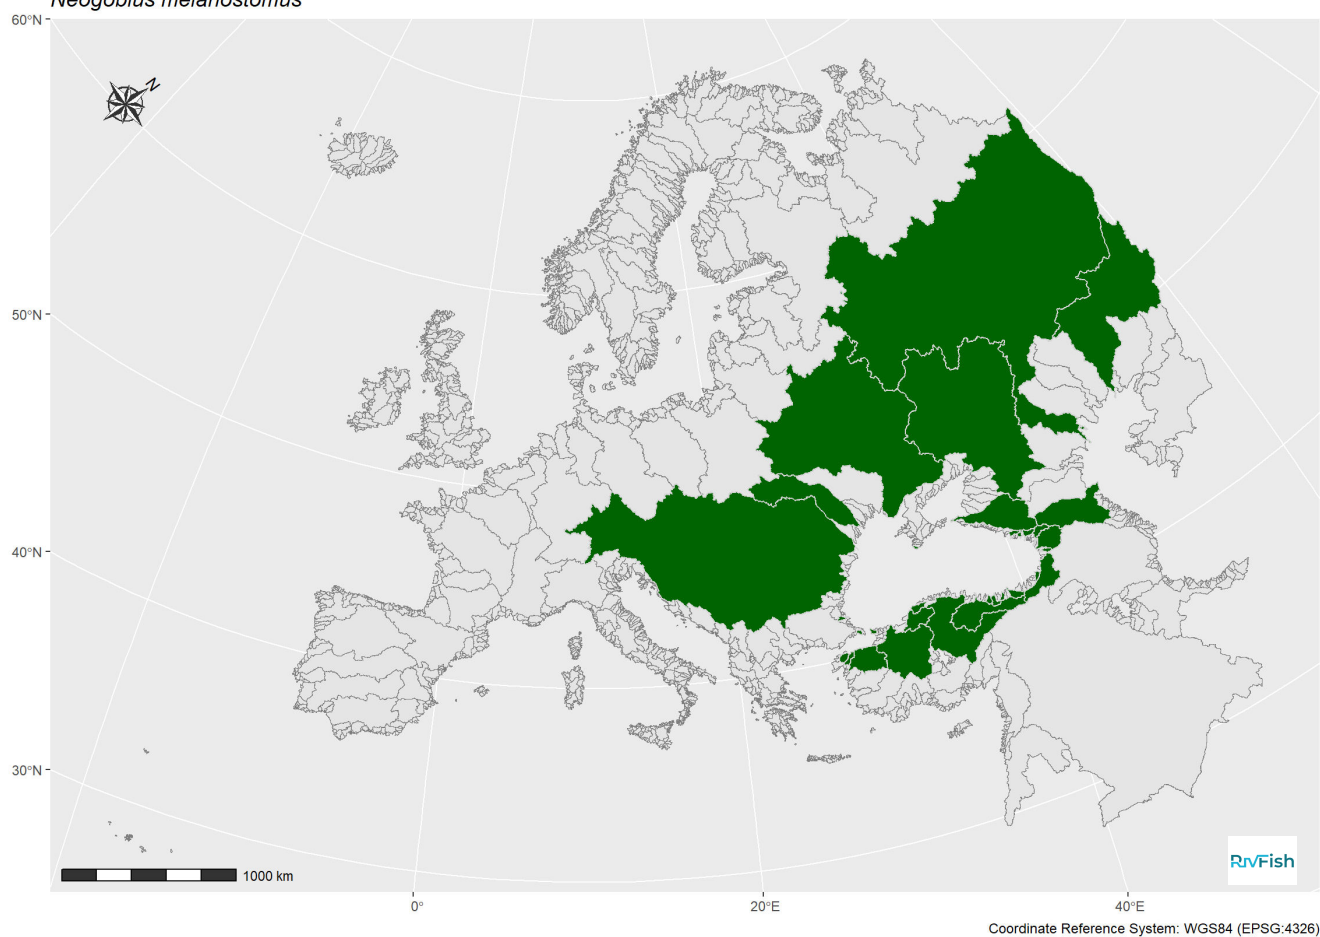 Neogobius melanostomus
60°N
N
50°N
40°N
30°N
RivFish
1000 km
0°
20°E
40°E
Coordinate Reference System: WGS84 (EPSG:4326)